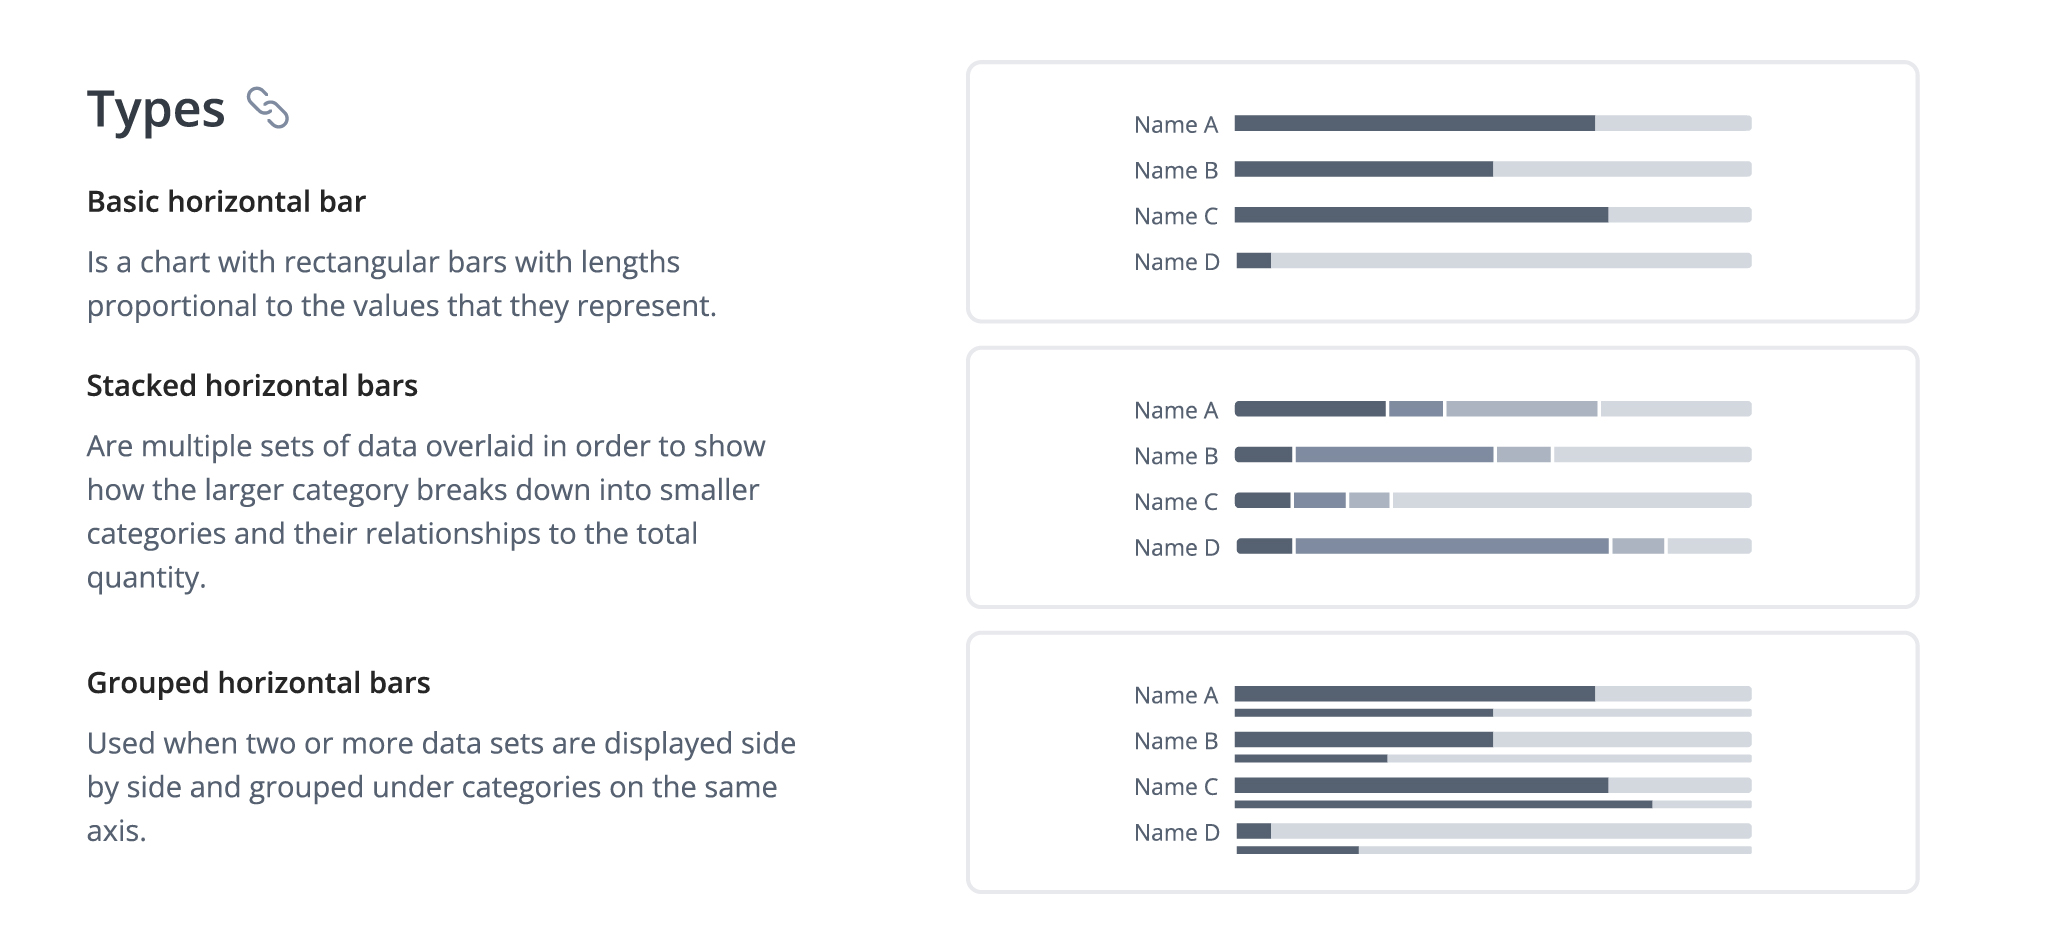 Types
Basic horizontal bar
Is a chart with rectangular bars with lengths
proportional to the values that they represent.
Name A
Name B
Name C
Name D
Stacked horizontal bars
Are multiple sets of data overlaid in order to show
how the larger category breaks down into smaller
categories and their relationships to the total
quantity.
Name A
Name B
Name C
Name D
Grouped horizontal bars
Used when two or more data sets are displayed side
by side and grouped under categories on the same
axis.
Name A
Name B
Name C
Name D